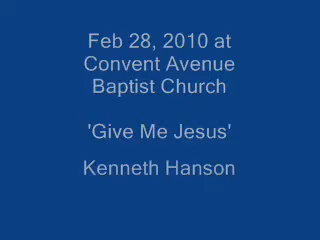 Feb 28, 2010 at
Convent Avenue
Baptist Church
'Give Me Jesus'
Kenneth Hanson